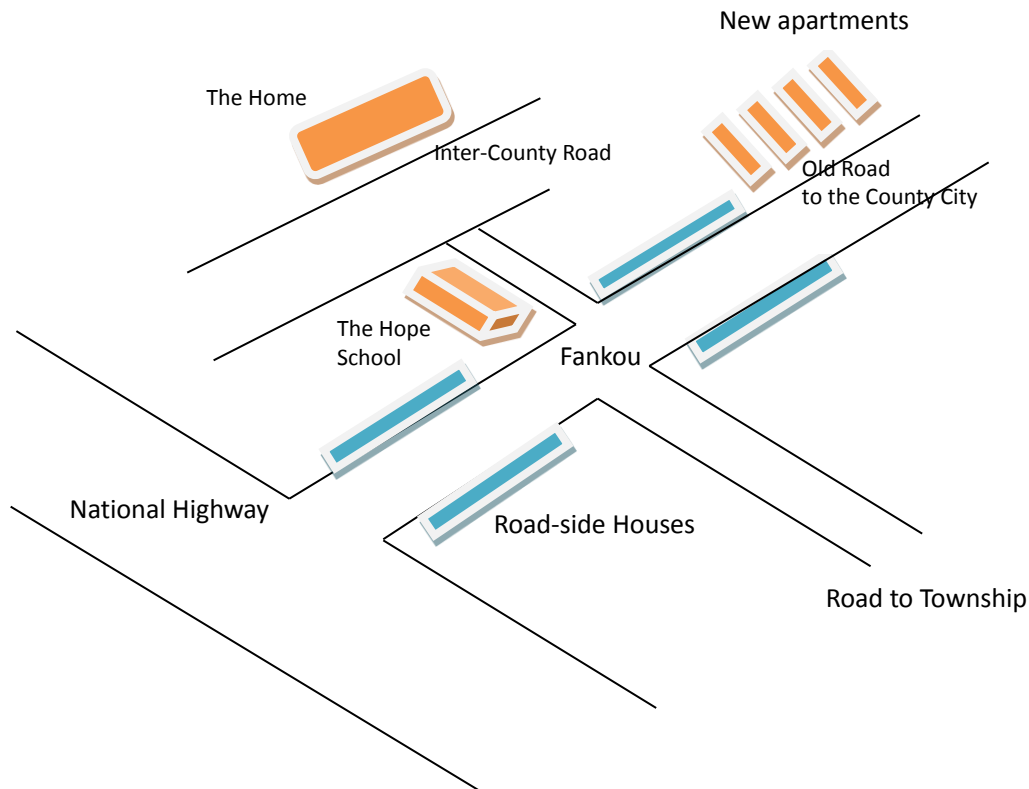 New apartments
The Home
Inter-County Road
Old Road
to the County City
The Hope
School
Fankou
National Highway
Road-side Houses
Road to Township